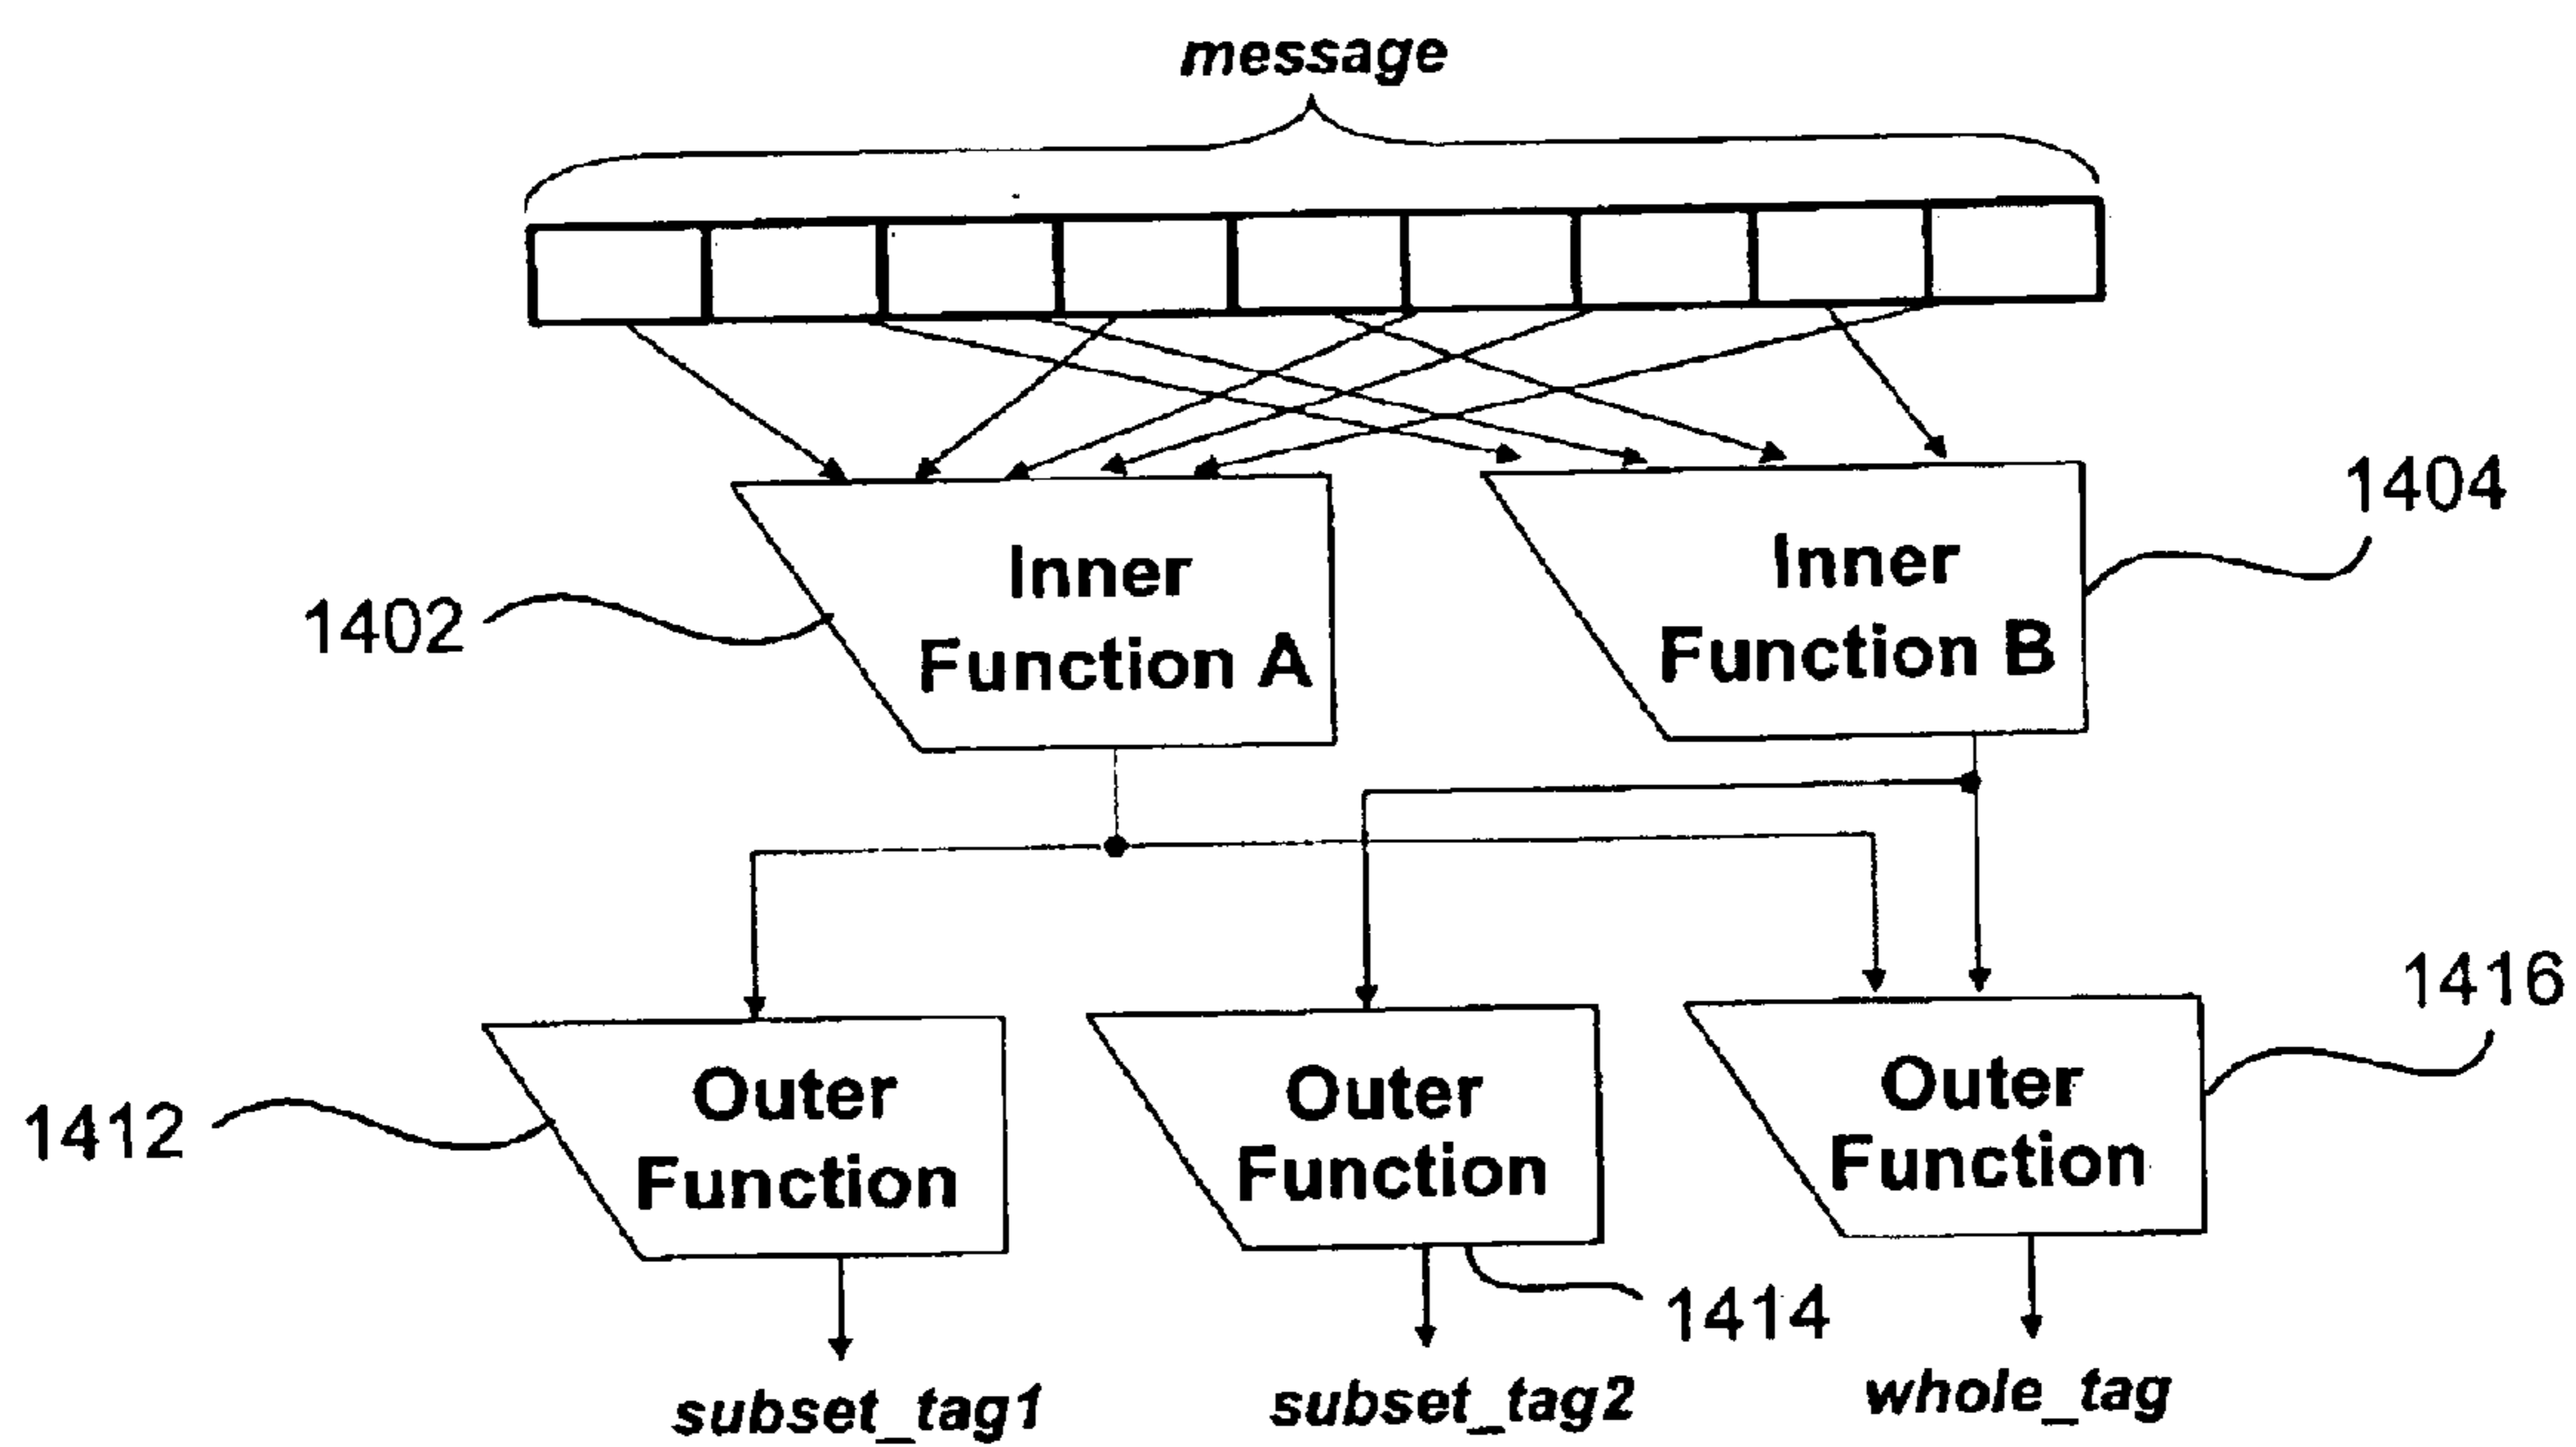 message
1404
Inner
Function A
Inner
Function B
1402
1416
Outer
Function
Outer
Function
Outer
Function
1412
1414
subset_tag1
subset_tag2
whole_tag